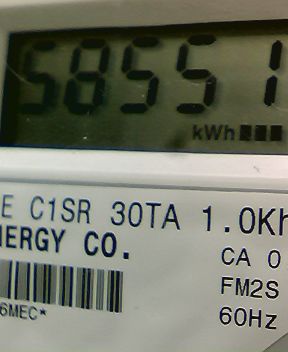 58551
kWh
E C1SR 30TA 1.0Kh
NERGY CO.
CA 0
FM2S
6MEC*
60Hz